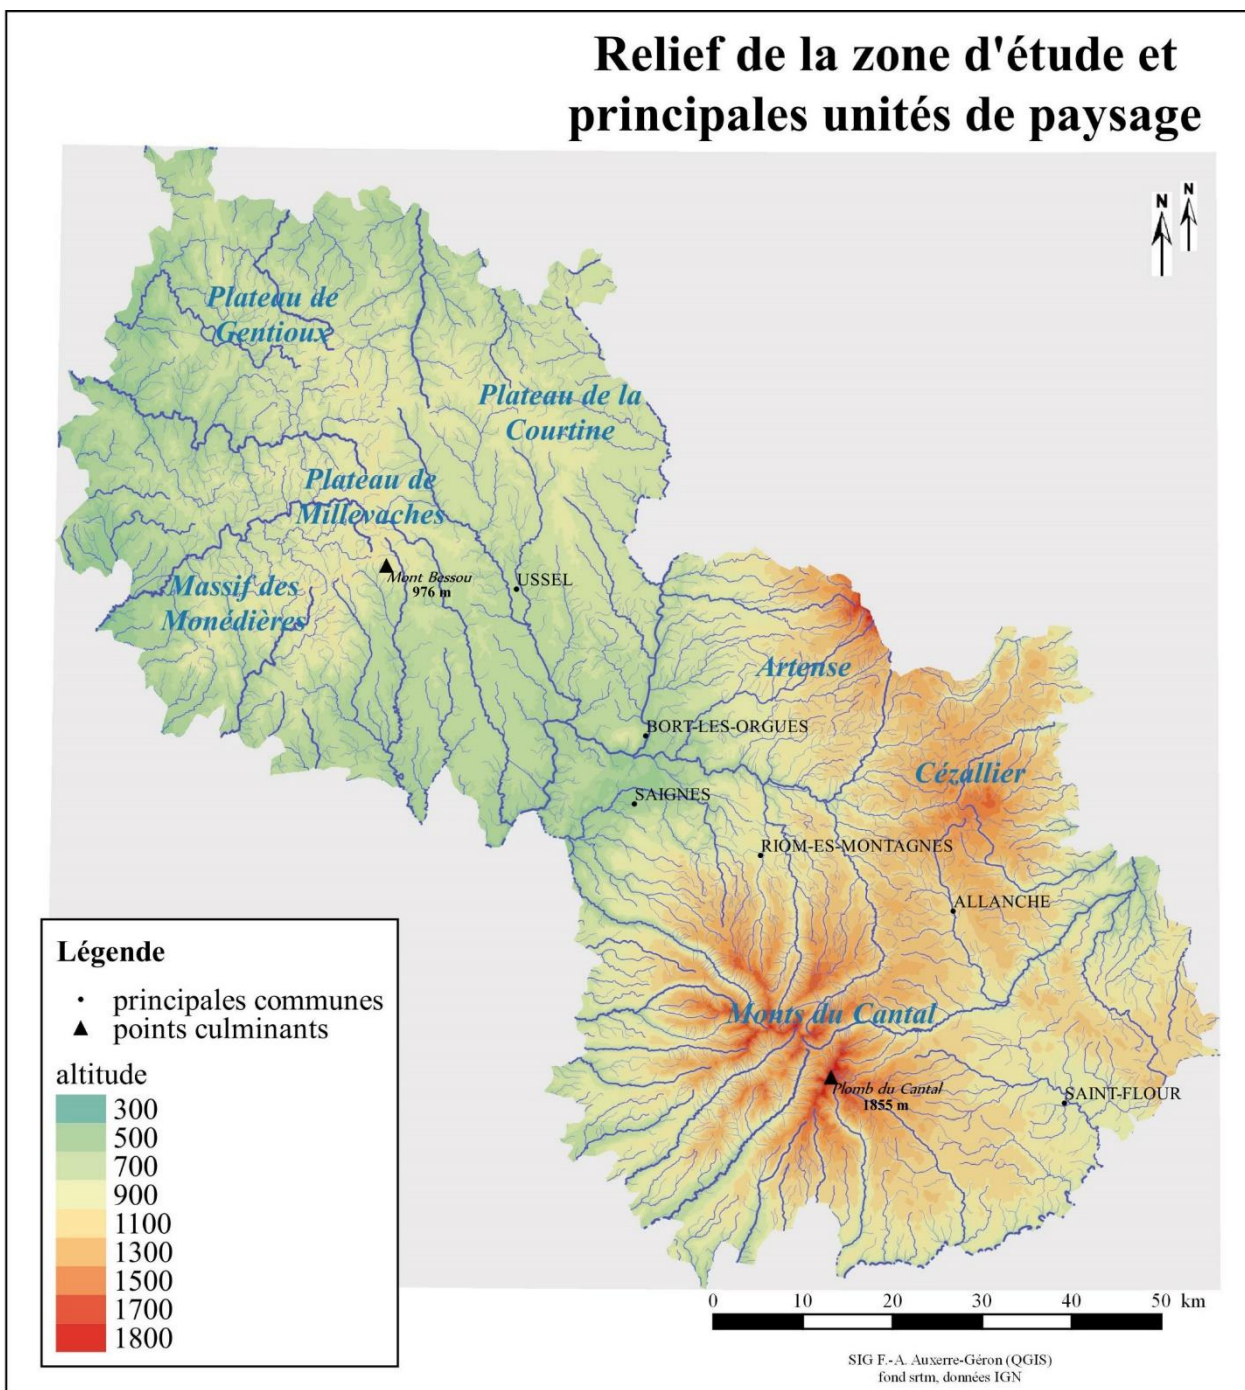 Relief de la zone d'étude et
principales unités de paysage
N
N
Plateau de
Gentioux
Plateau de la
Courtine
Plateau de
Millevaches
Mont Bessou
976 m
USSEL
Massif des
Monédières
Artense
BORT-LES-ORGUES
Cézallier
SAIGNES
RIOM-ES-MONTAGNES
ALLANCHE
Monts du Cantal
Plomb du Cantal
1855 m
SAINT-FLOUR
Légende
principales communes
points culminants
altitude
300
500
700
900
1100
1300
1500
1700
1800
0 10 20 30 40 50 km
SIG F.-A. Auxerre-Géron (QGIS)
fond srtm, données IGN